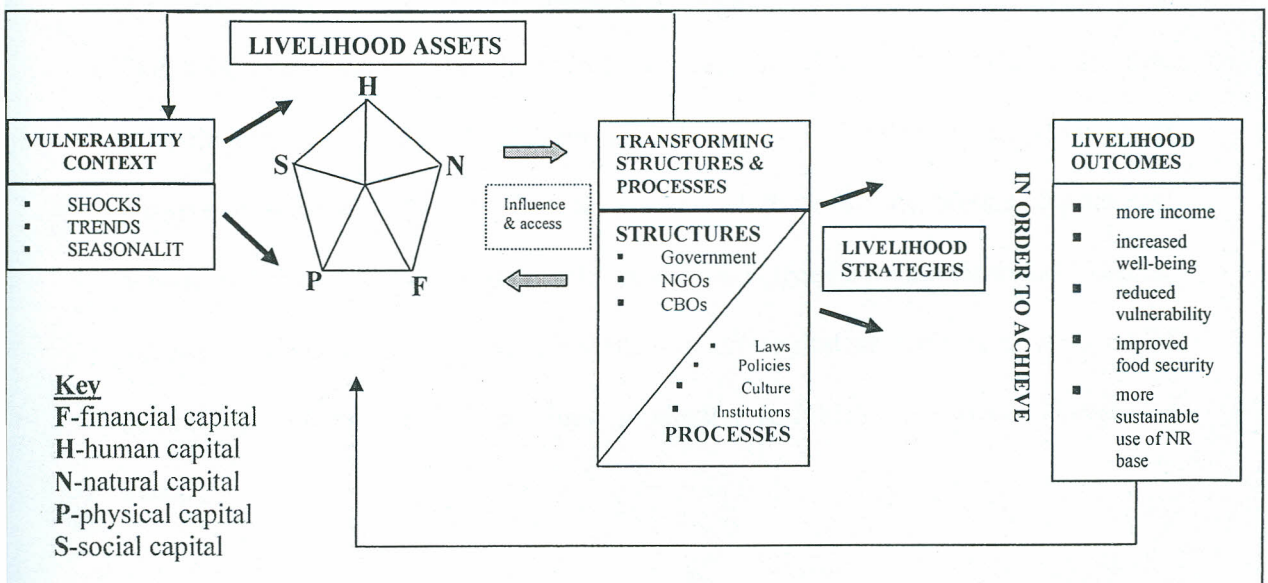 LIVELIHOOD ASSETS
H
S
N
P
F
VULNERABILITY
CONTEXT
▪ SHOCKS
▪ TRENDS
▪ SEASONALIT
Influence
& access
TRANSFORMING
STRUCTURES &
PROCESSES
STRUCTURES
▪ Government
▪ NGOs
▪ CBOs
▪ Laws
▪ Policies
▪ Culture
▪ Institutions
PROCESSES
LIVELIHOOD
STRATEGIES
IN ORDER TO ACHIEVE
LIVELIHOOD
OUTCOMES
▪ more income
▪ increased
well-being
▪ reduced
vulnerability
▪ improved
food security
▪ more
sustainable
use of NR
base
Key
F-financial capital
H-human capital
N-natural capital
P-physical capital
S-social capital